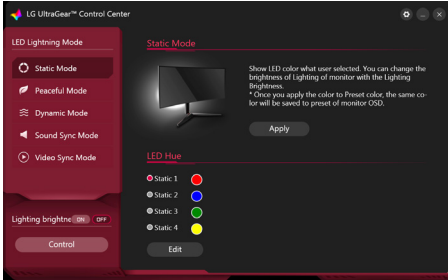 LG UltraGear™ Control Center
LED Lightning Mode
Static Mode
Peaceful Mode
Dynamic Mode
Sound Sync Mode
Video Sync Mode
Lighting brightne ON OFF
Control
Static Mode
Show LED color what user selected. You can change the
brightness of Lighting of monitor with the Lighting
Brightness.
* Once you apply the color to Preset color, the same co-
lor will be saved to preset of monitor OSD.
Apply
LED Hue
Static 1
Static 2
Static 3
Static 4
Edit